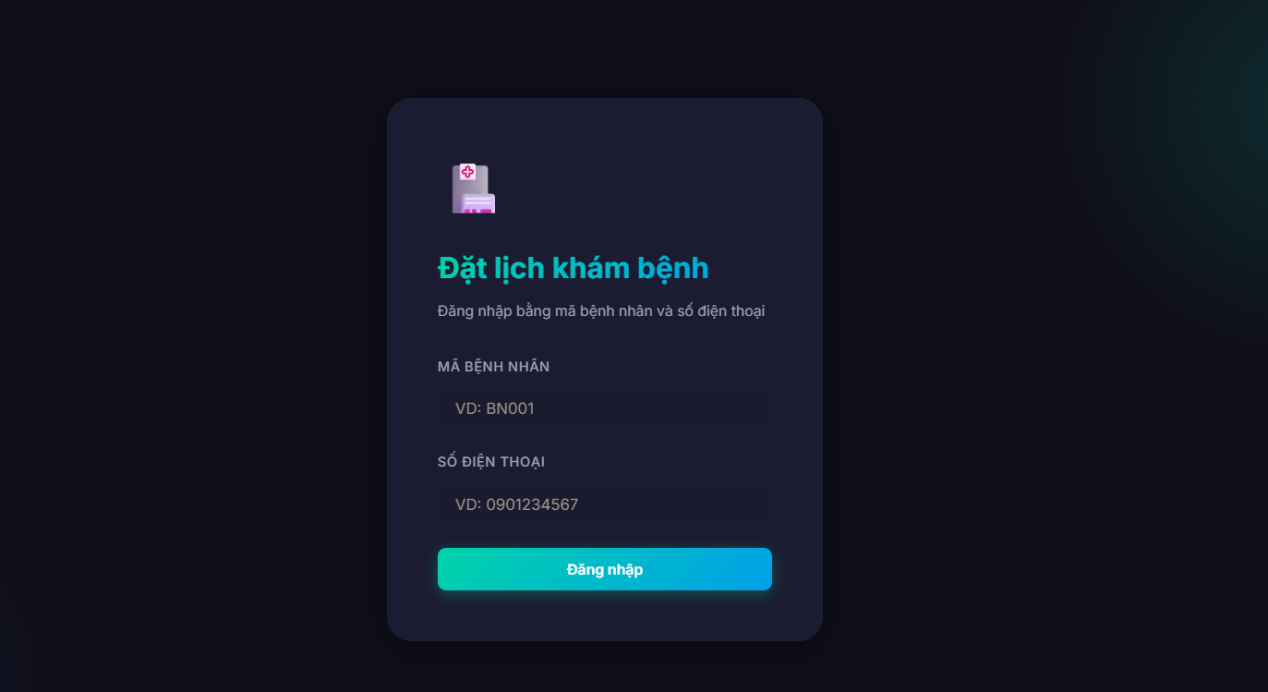 Đặt lịch khám bệnh
Đăng nhập bằng mã bệnh nhân và số điện thoại
MÃ BỆNH NHÂN
VD: BN001
SỐ ĐIỆN THOẠI
VD: 0901234567
Đăng nhập